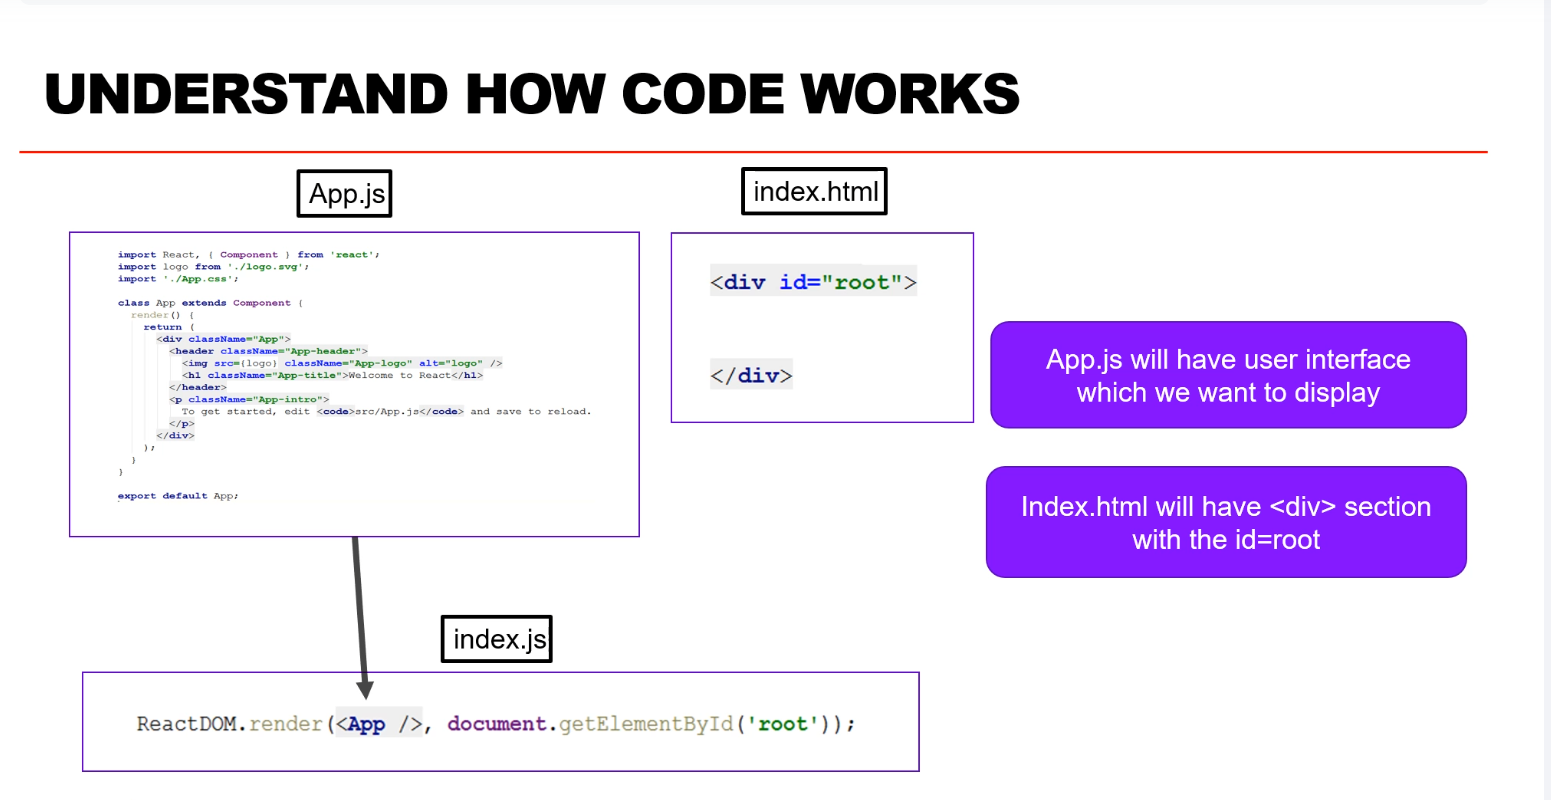 UNDERSTAND HOW CODE WORKS
App.js
import React, { Component } from 'react';
import logo from './logo.svg';
import './App.css';
class App extends Component {
render() {
return (
<div className="App">
<header className="App-header">
<img src={logo} className="App-logo" alt="logo" />
<h1 className="App-title">Welcome to React</h1>
</header>
<p className="App-intro">
To get started, edit <code>src/App.js</code> and save to reload.
</p>
</div>
);
}
}
export default App;
index.html
<div id="root">
</div>
App.js will have user interface
which we want to display
Index.html will have <div> section
with the id=root
index.js
ReactDOM.render(<App />, document.getElementById('root'));